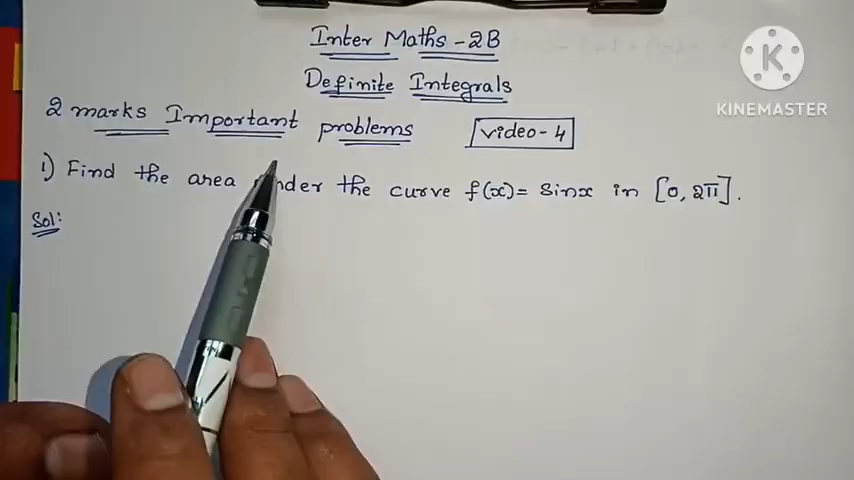 Inter Maths - 2B
Definite Integrals
2 marks Important problems video - 4
1) Find the area under the curve f(x) = sinx in [0, 2π].
Sol:
K
KINEMASTER